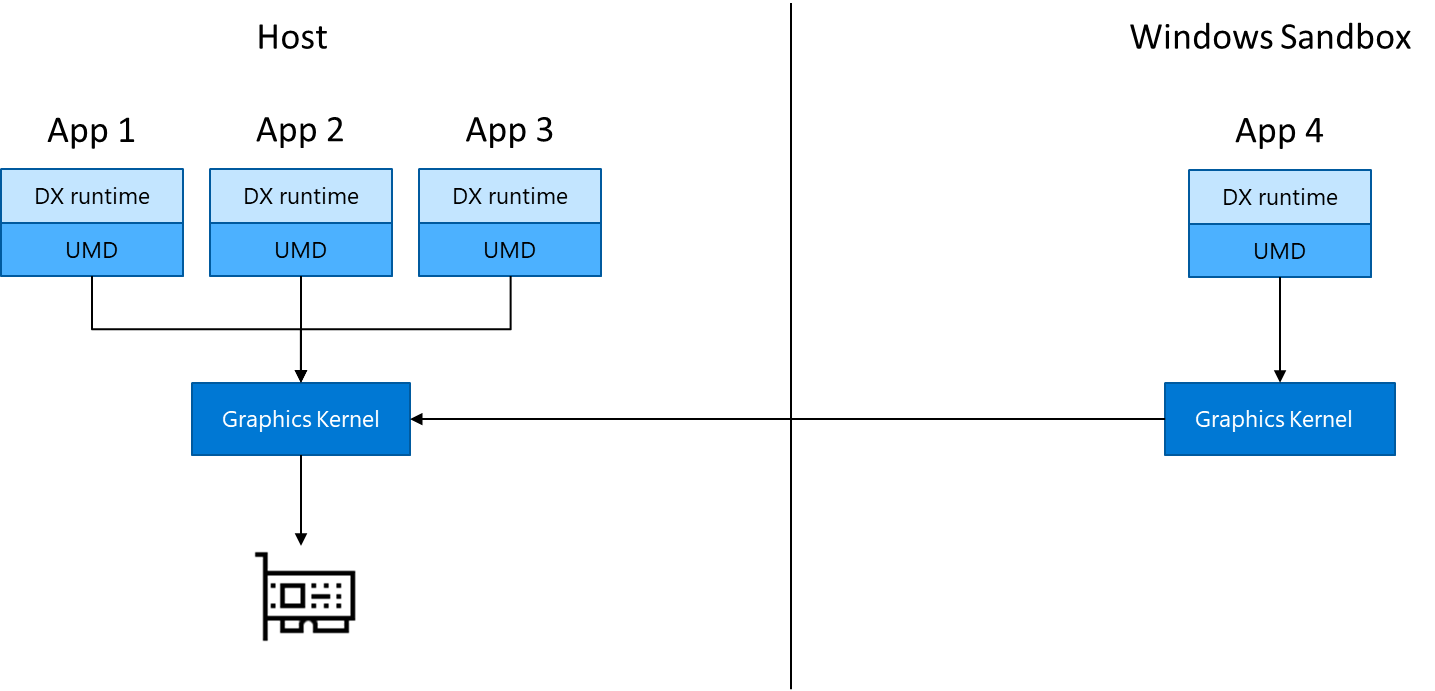 Host
Windows Sandbox
App 1
App 2
App 3
App 4
DX runtime
DX runtime
DX runtime
DX runtime
UMD
UMD
UMD
UMD
Graphics Kernel
Graphics Kernel